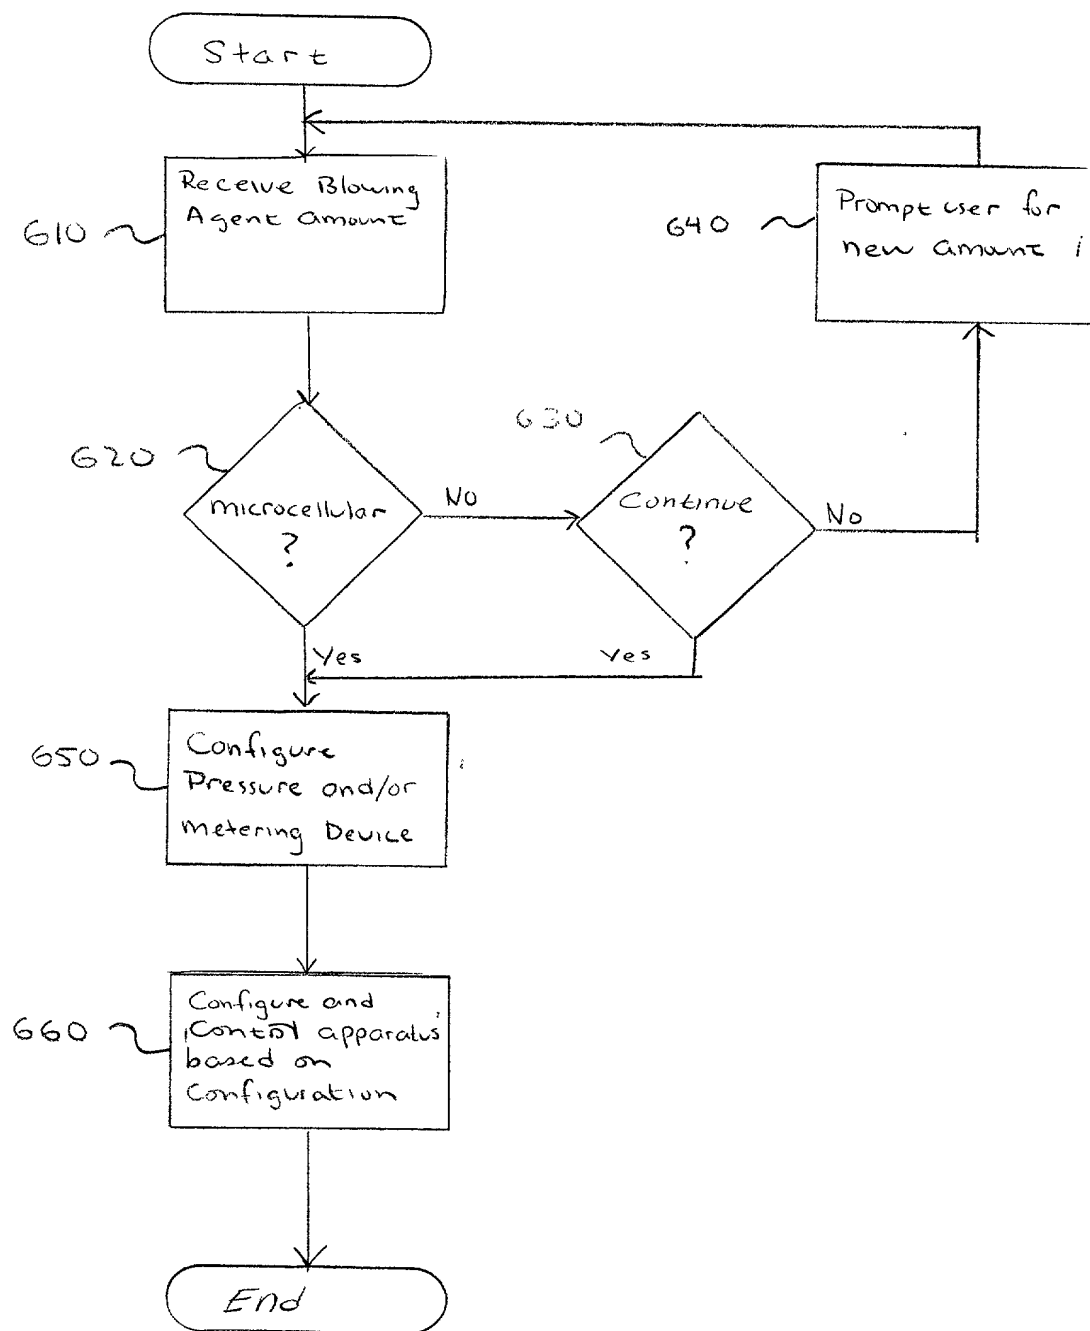 Start
Receive Blowing
Agent amount
610
640
Prompt user for
new amount
620
microcellular
?
No
630
Continue
?
No
Yes
Yes
650
Configure
Pressure and/or
metering Device
660
Configure and
Control apparatus
based on
Configuration
End